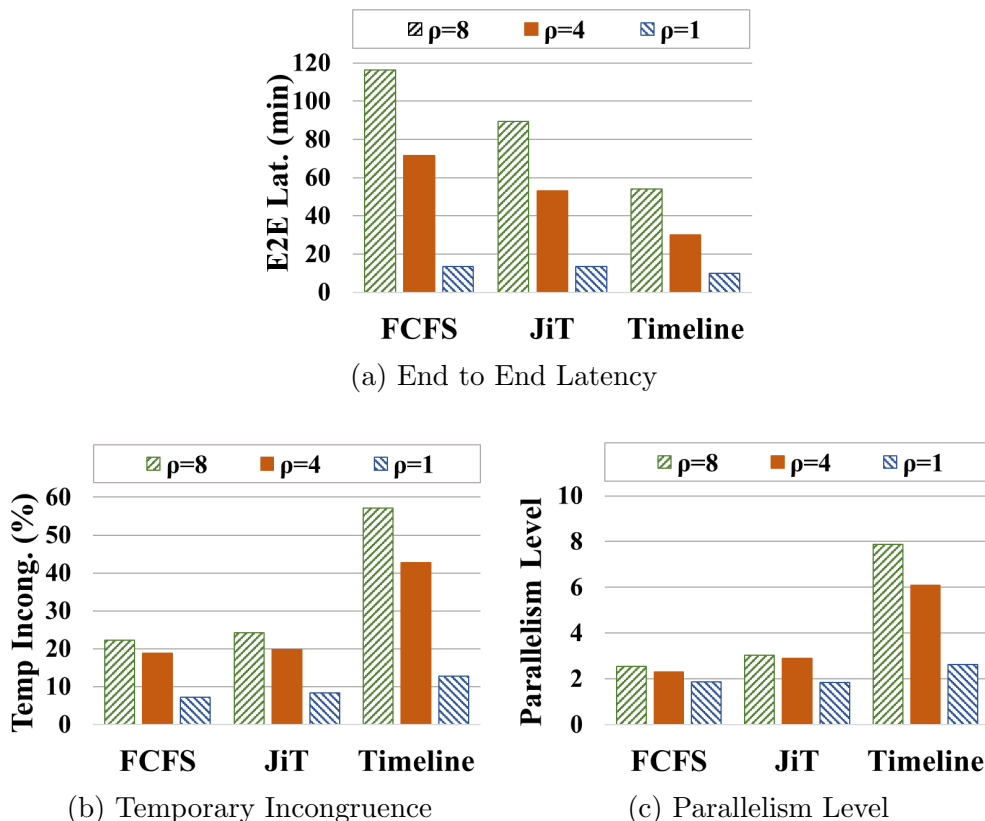 ρ=8 ρ=4 ρ=1
E2E Lat. (min)
120
100
80
60
40
20
0
FCFS JiT Timeline
(a) End to End Latency
ρ=8 ρ=4 ρ=1
Temp Incong. (%)
60
50
40
30
20
10
0
FCFS JiT Timeline
(b) Temporary Incongruence
ρ=8 ρ=4 ρ=1
Parallelism Level
10
8
6
4
2
0
FCFS JiT Timeline
(c) Parallelism Level